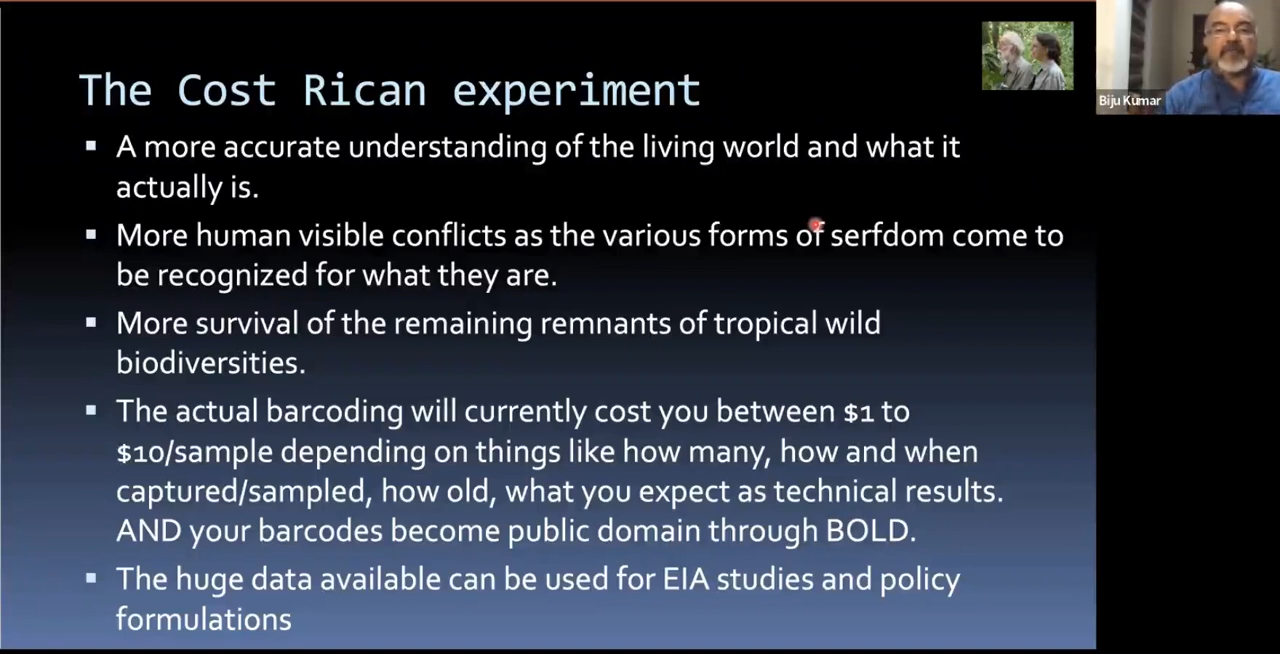 The Cost Rican experiment
Biju Kumar
▪ A more accurate understanding of the living world and what it
actually is.
▪ More human visible conflicts as the various forms of serfdom come to
be recognized for what they are.
▪ More survival of the remaining remnants of tropical wild
biodiversities.
▪ The actual barcoding will currently cost you between $1 to
$10/sample depending on things like how many, how and when
captured/sampled, how old, what you expect as technical results.
AND your barcodes become public domain through BOLD.
▪ The huge data available can be used for EIA studies and policy
formulations